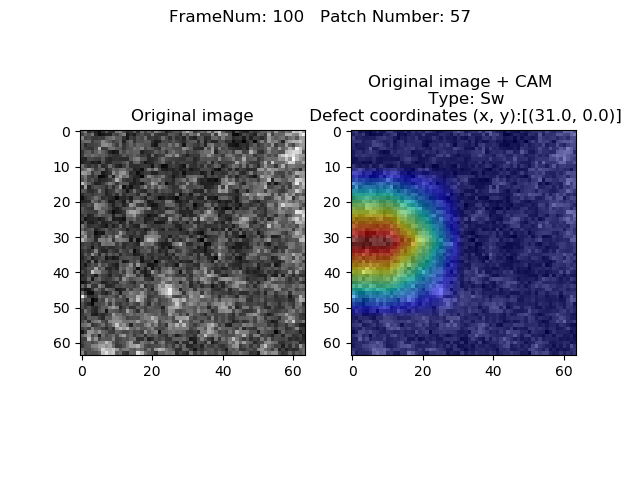 FrameNum: 100   Patch Number: 57
Original image
Original image + CAM
Type: Sw
Defect coordinates (x, y):[(31.0, 0.0)]
0
10
20
30
40
50
60
0 20 40 60
0
10
20
30
40
50
60
0 20 40 60